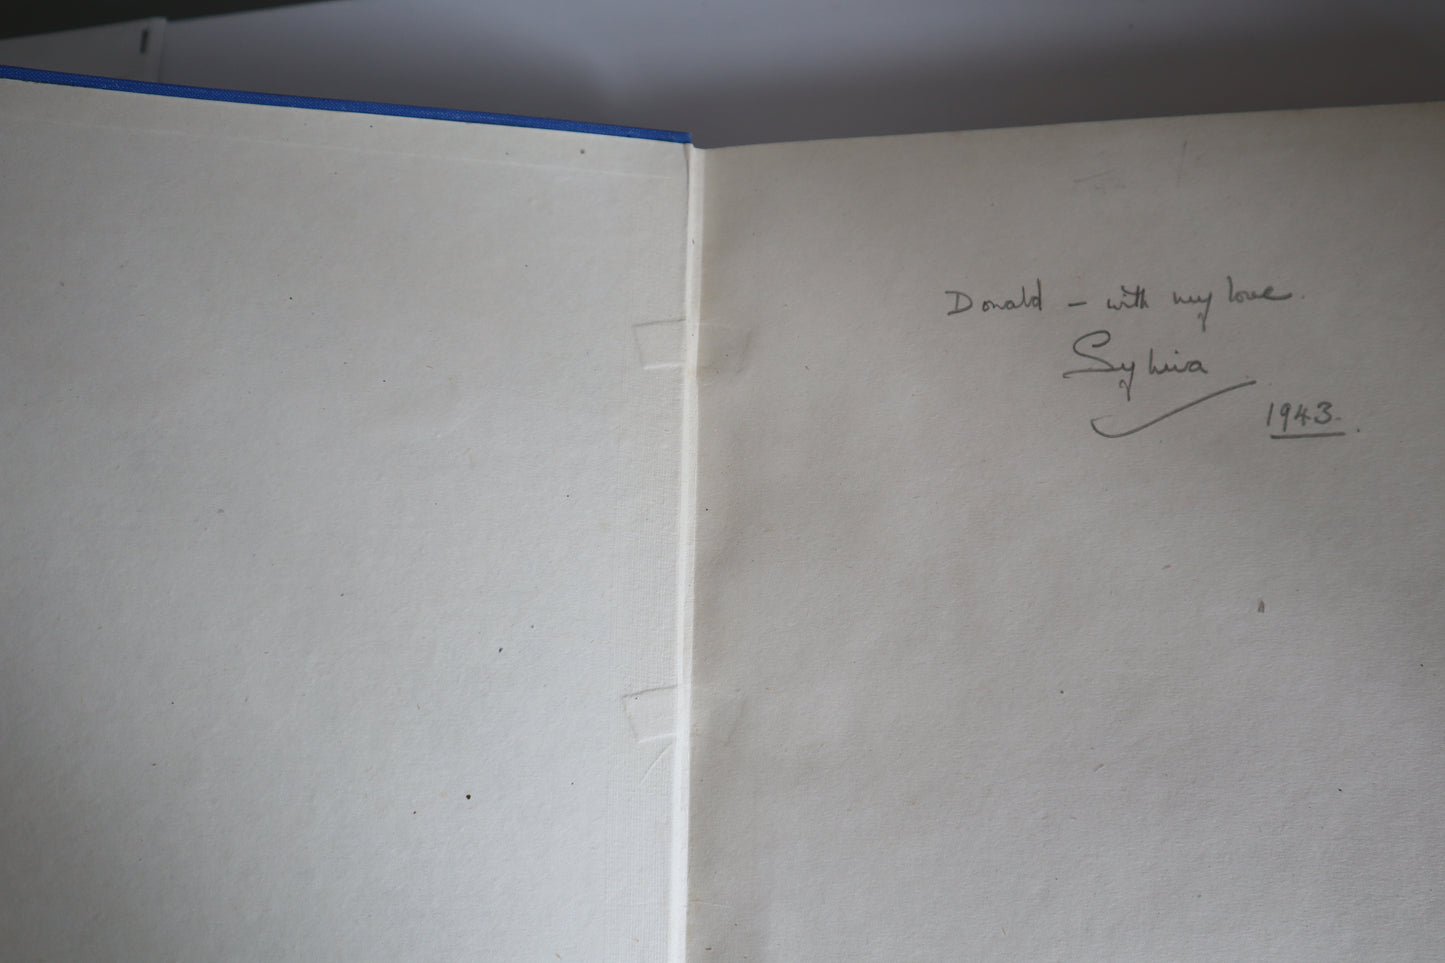 Donald – with my love.
Sylvia
1943.